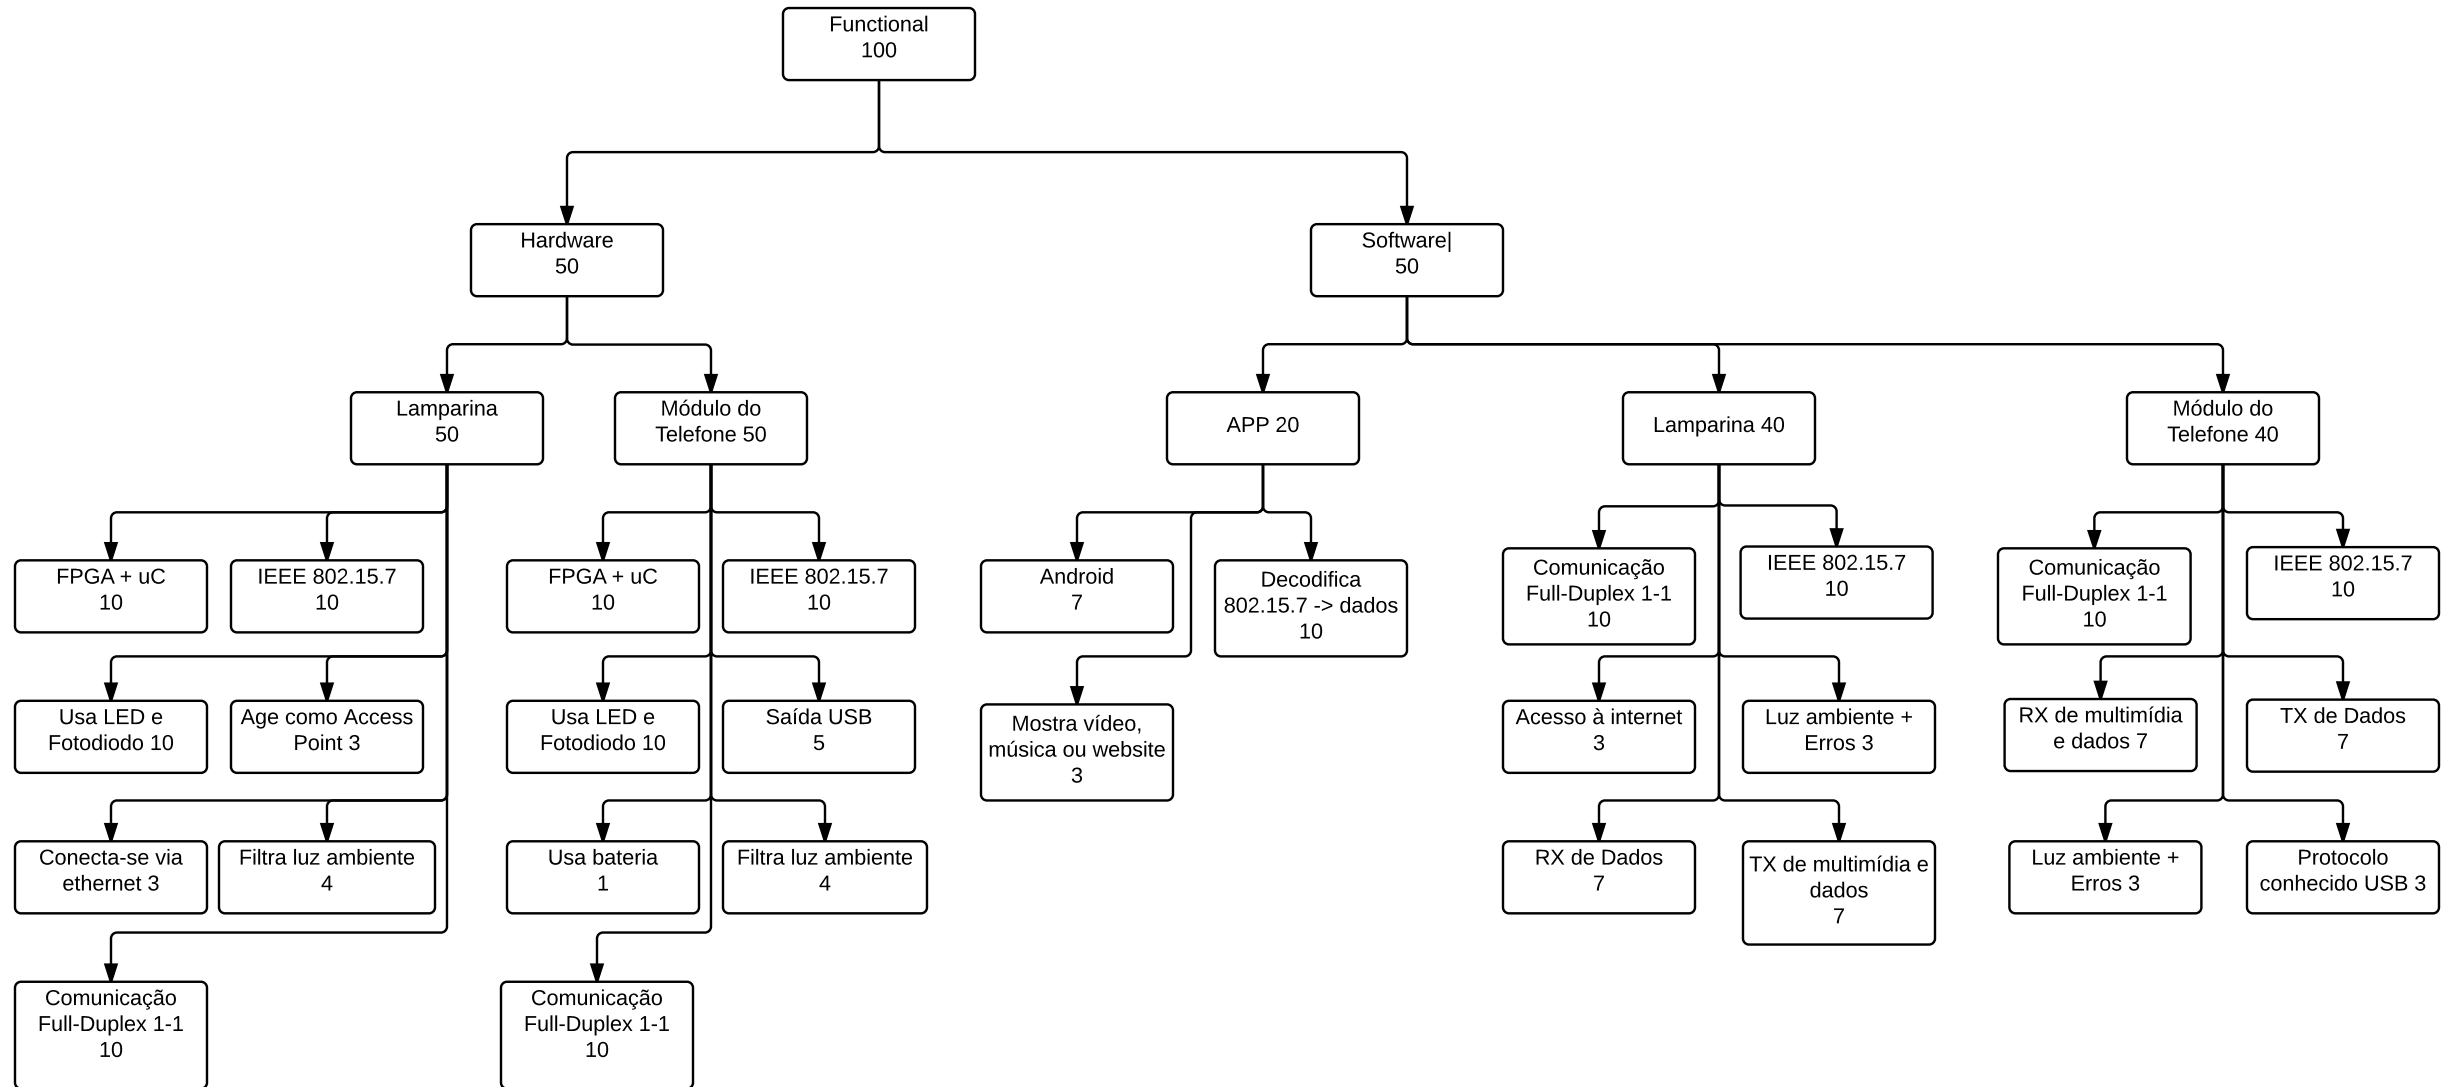 Functional
100
Hardware
50
Software|
50
Lamparina
50
Módulo do
Telefone 50
APP 20
Lamparina 40
Módulo do
Telefone 40
FPGA + uC
10
IEEE 802.15.7
10
FPGA + uC
10
IEEE 802.15.7
10
Android
7
Decodifica
802.15.7 -> dados
10
Comunicação
Full-Duplex 1-1
10
IEEE 802.15.7
10
Comunicação
Full-Duplex 1-1
10
IEEE 802.15.7
10
Usa LED e
Fotodiodo 10
Age como Access
Point 3
Usa LED e
Fotodiodo 10
Saída USB
5
Mostra vídeo,
música ou website
3
Acesso à internet
3
Luz ambiente +
Erros 3
RX de multimídia
e dados 7
TX de Dados
7
Conecta-se via
ethernet 3
Filtra luz ambiente
4
Usa bateria
1
Filtra luz ambiente
4
RX de Dados
7
TX de multimídia e
dados
7
Luz ambiente +
Erros 3
Protocolo
conhecido USB 3
Comunicação
Full-Duplex 1-1
10
Comunicação
Full-Duplex 1-1
10